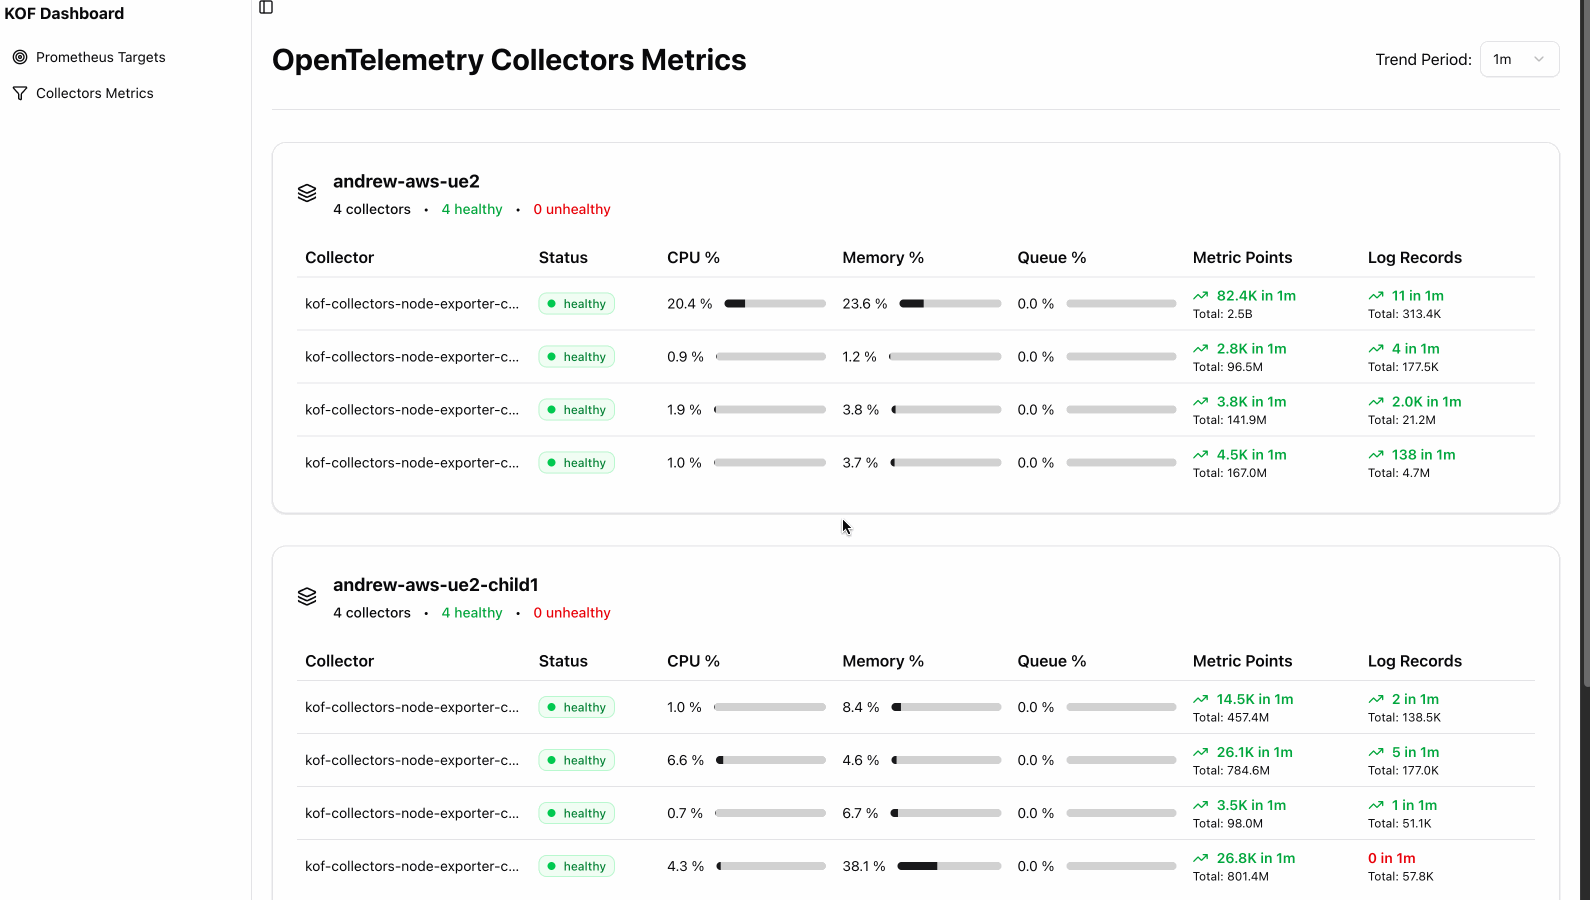 KOF Dashboard
Prometheus Targets
Collectors Metrics
OpenTelemetry Collectors Metrics
Trend Period: 1m
andrew-aws-ue2
4 collectors • 4 healthy • 0 unhealthy
Collector Status CPU % Memory % Queue % Metric Points Log Records
kof-collectors-node-exporter-c... healthy 20.4 % 23.6 % 0.0 % 82.4K in 1m 11 in 1m
Total: 2.5B Total: 313.4K
kof-collectors-node-exporter-c... healthy 0.9 % 1.2 % 0.0 % 2.8K in 1m 4 in 1m
Total: 96.5M Total: 177.5K
kof-collectors-node-exporter-c... healthy 1.9 % 3.8 % 0.0 % 3.8K in 1m 2.0K in 1m
Total: 141.9M Total: 21.2M
kof-collectors-node-exporter-c... healthy 1.0 % 3.7 % 0.0 % 4.5K in 1m 138 in 1m
Total: 167.0M Total: 4.7M
andrew-aws-ue2-child1
4 collectors • 4 healthy • 0 unhealthy
Collector Status CPU % Memory % Queue % Metric Points Log Records
kof-collectors-node-exporter-c... healthy 1.0 % 8.4 % 0.0 % 14.5K in 1m 2 in 1m
Total: 457.4M Total: 138.5K
kof-collectors-node-exporter-c... healthy 6.6 % 4.6 % 0.0 % 26.1K in 1m 5 in 1m
Total: 784.6M Total: 177.0K
kof-collectors-node-exporter-c... healthy 0.7 % 6.7 % 0.0 % 3.5K in 1m 1 in 1m
Total: 98.0M Total: 51.1K
kof-collectors-node-exporter-c... healthy 4.3 % 38.1 % 0.0 % 26.8K in 1m 0 in 1m
Total: 801.4M Total: 57.8K